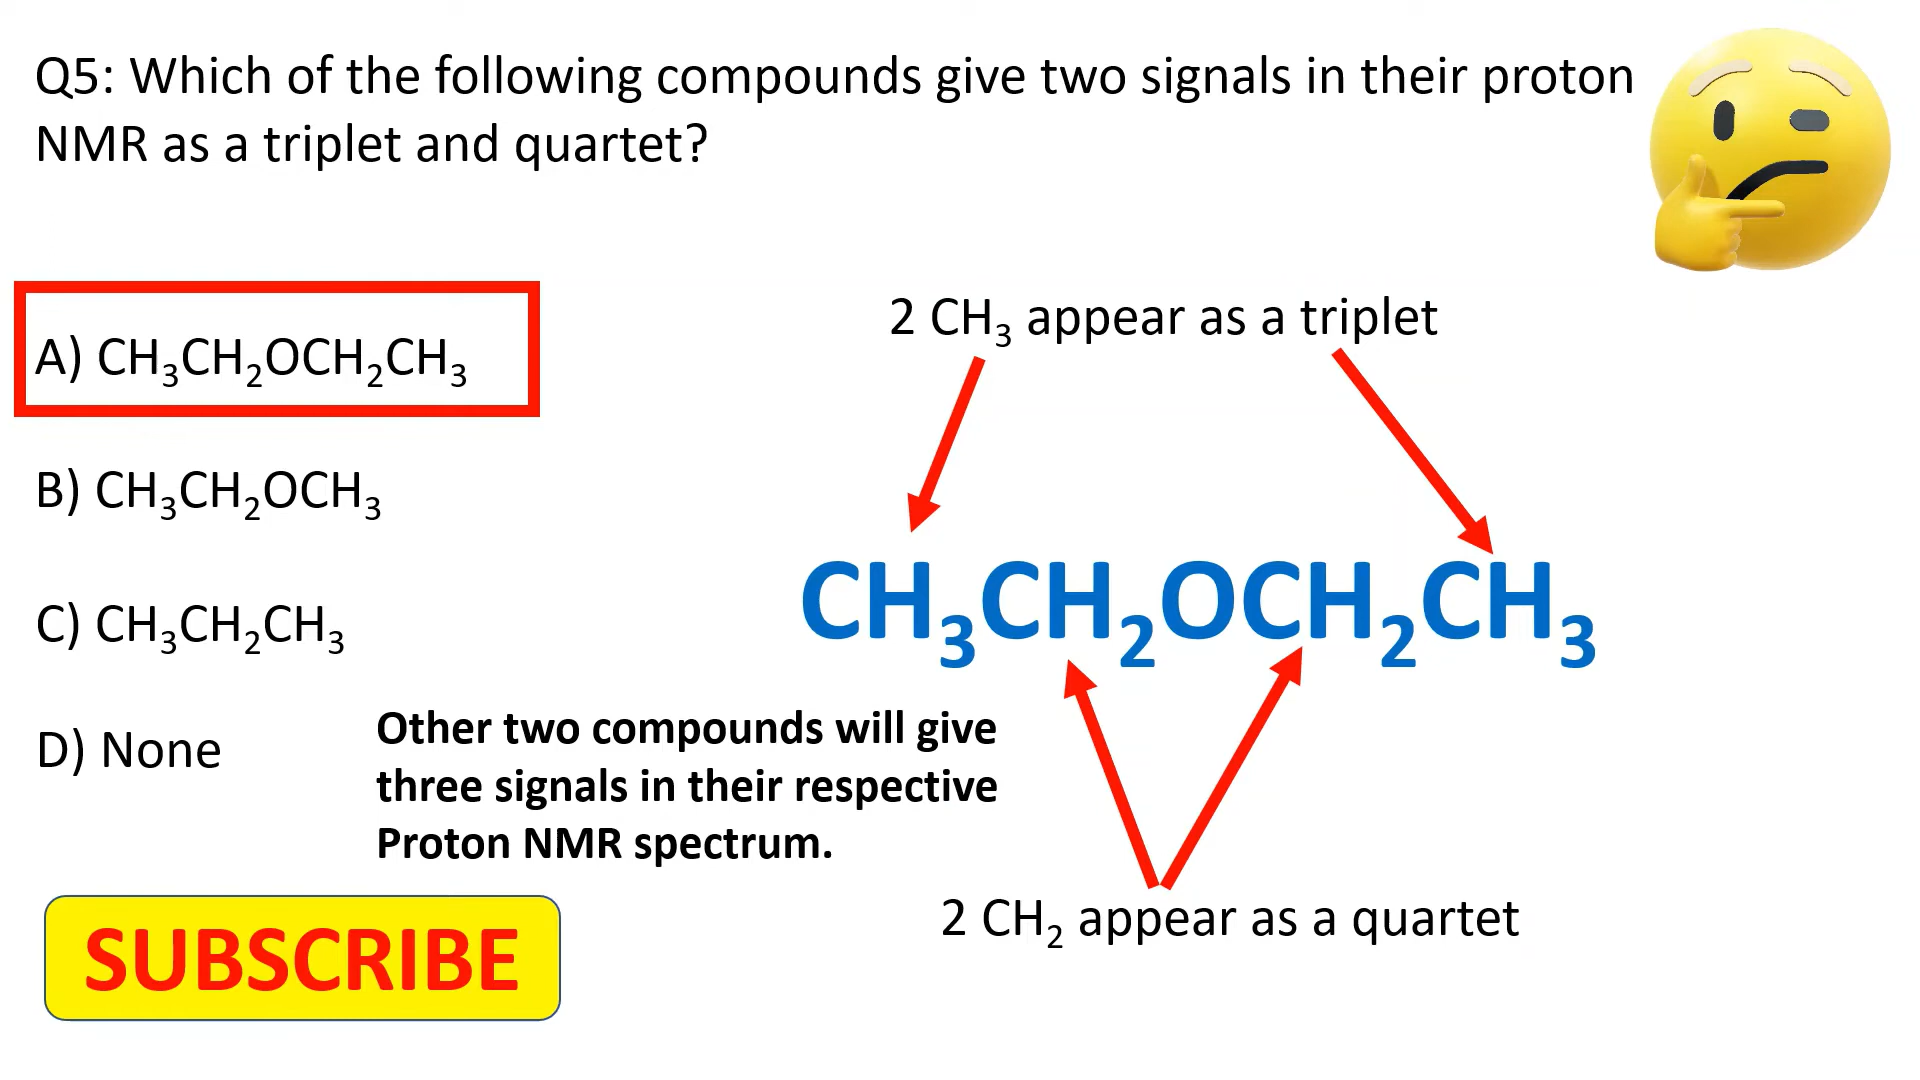 Q5: Which of the following compounds give two signals in their proton
NMR as a triplet and quartet?
2 CH₃ appear as a triplet
A) CH₃CH₂OCH₂CH₃
B) CH₃CH₂OCH₃
CH₃CH₂OCH₂CH₃
C) CH₃CH₂CH₃
D) None
Other two compounds will give
three signals in their respective
Proton NMR spectrum.
2 CH₂ appear as a quartet
SUBSCRIBE